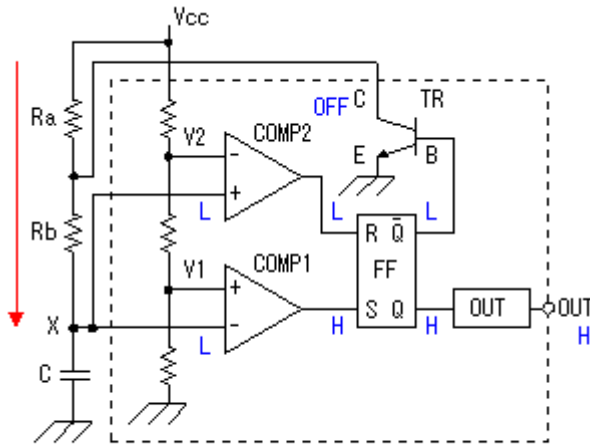 Vcc
OFF C TR
Ra
V2 COMP2
- +
E B
L L L
Rb
R Q̄
FF
S Q
V1 COMP1
+ -
X
L H H
OUT OUT
H
C